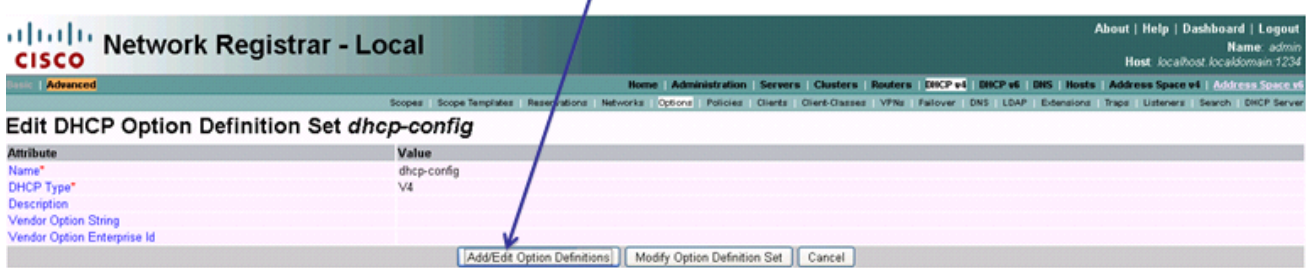 CISCO Network Registrar - Local
About | Help | Dashboard | Logout
Name: admin
Host: localhost.localdomain:1234
Basic | Advanced
Home | Administration | Servers | Clusters | Routers | DHCP v4 | DHCP v6 | DNS | Hosts | Address Space v4 | Address Space v6
Scopes | Scope Templates | Reservations | Networks | Options | Policies | Clients | Client-Classes | VPNs | Failover | DNS | LDAP | Extensions | Traps | Listeners | Search | DHCP Server
Edit DHCP Option Definition Set dhcp-config
Attribute Value
Name* dhcp-config
DHCP Type* V4
Description
Vendor Option String
Vendor Option Enterprise Id
Add/Edit Option Definitions Modify Option Definition Set Cancel